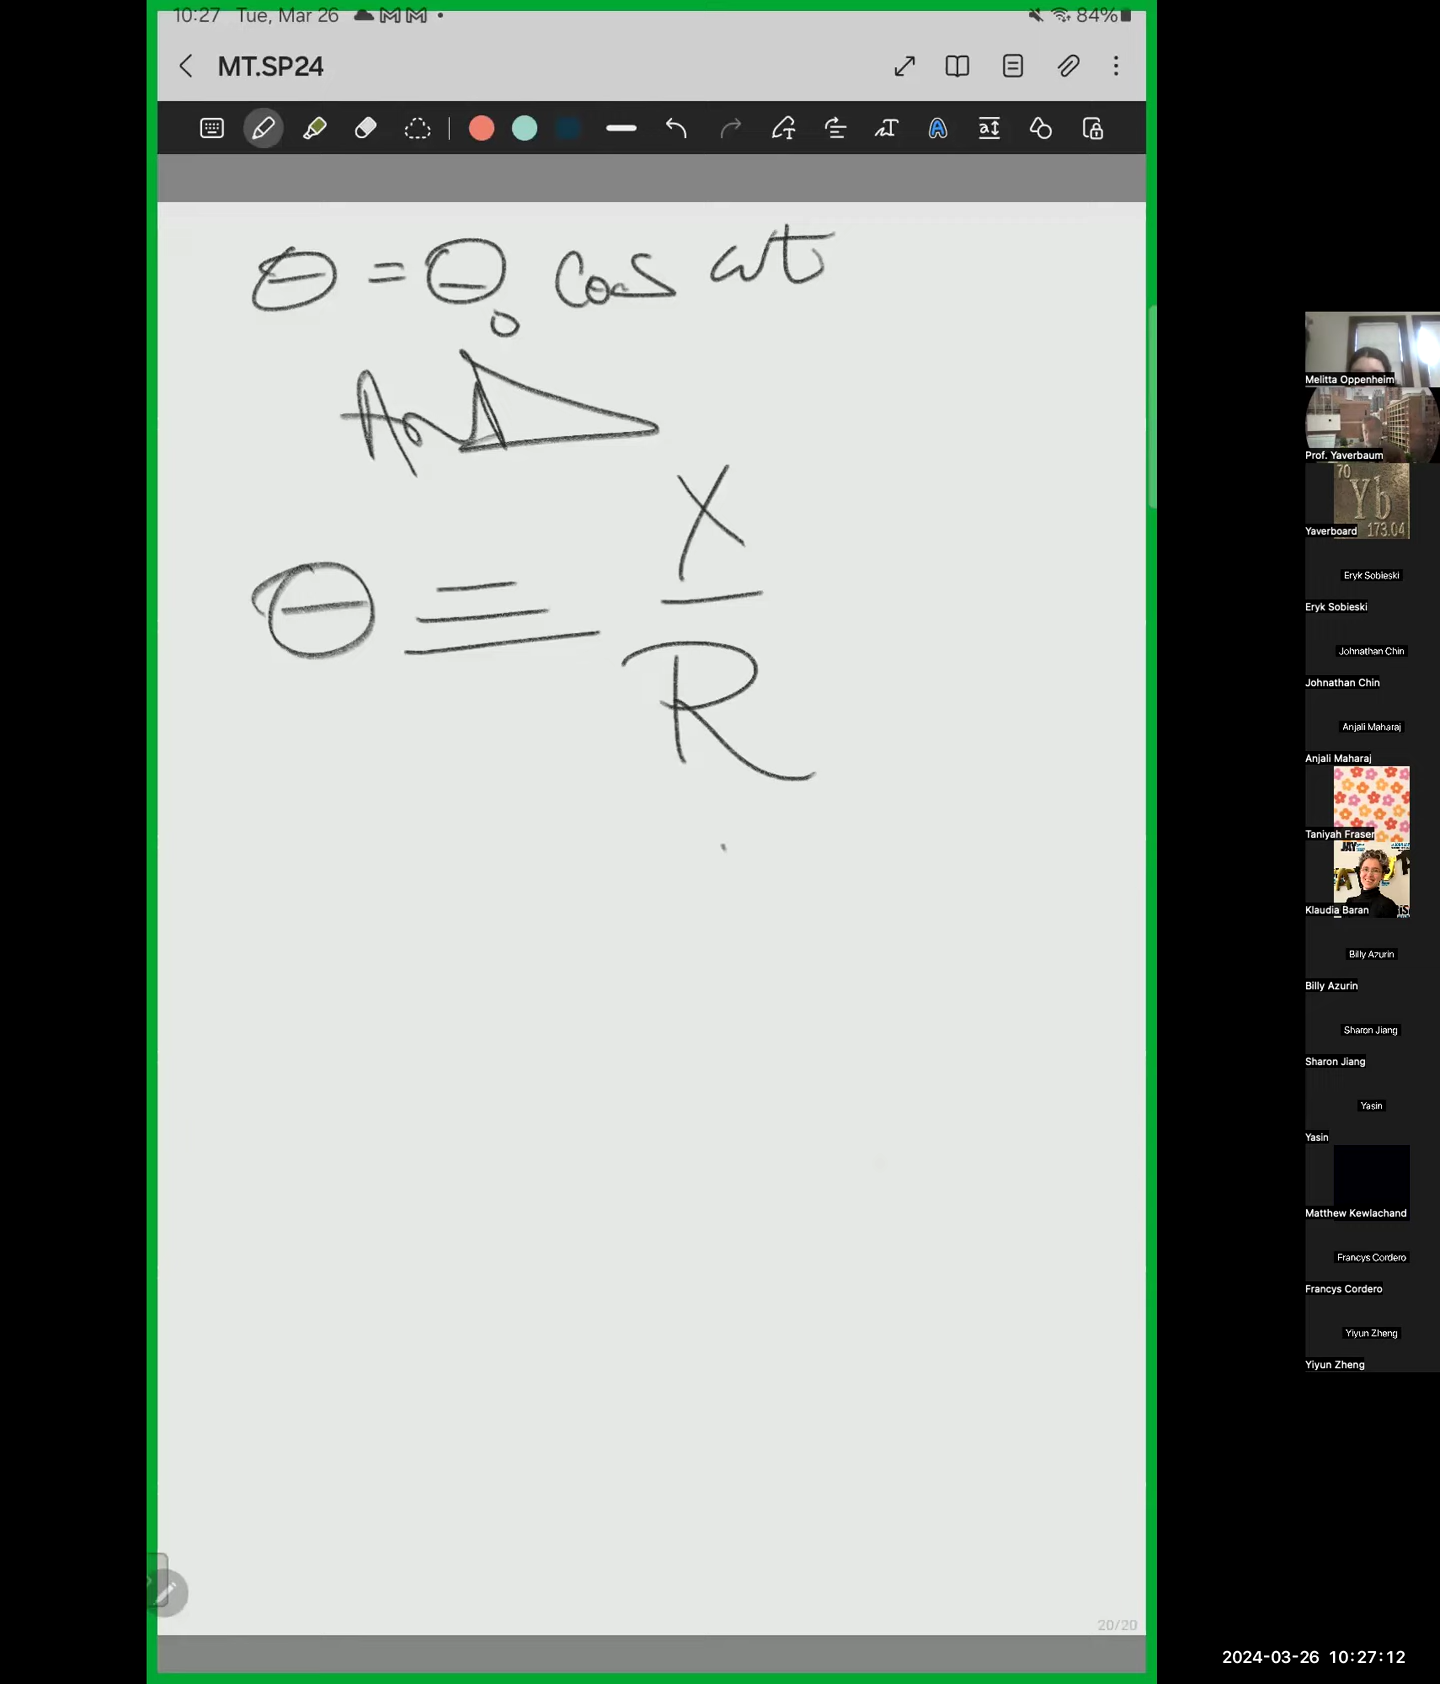 10:27 Tue, Mar 26 84%
MT.SP24
Θ = Θ₀ cos ωt
And
Θ ≡ X/R
20/20
Melitta Oppenheim
Prof. Yaverbaum
70
Yb
173.04
Yaverboard
Eryk Sobieski
Eryk Sobieski
Johnathan Chin
Johnathan Chin
Anjali Maharaj
Anjali Maharaj
Taniyah Fraser
JAY
Klaudia Baran
Billy Azurin
Billy Azurin
Sharon Jiang
Sharon Jiang
Yasin
Yasin
Matthew Kewlachand
Francys Cordero
Francys Cordero
Yiyun Zheng
Yiyun Zheng
2024-03-26 10:27:12